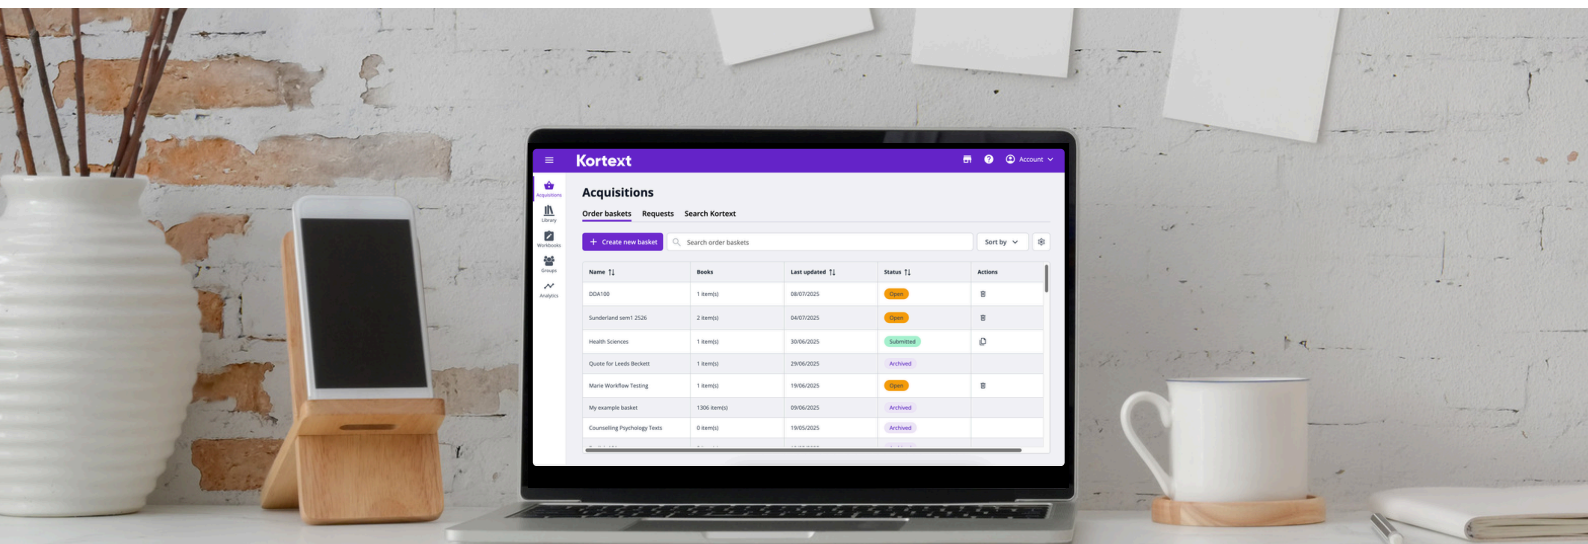 Kortext
Account
Acquisitions
Library
Workbooks
Groups
Analytics
Acquisitions
Order baskets Requests Search Kortext
+ Create new basket Search order baskets Sort by
Name Books Last updated Status Actions
DDA100 1 item(s) 08/07/2025 Open
Sunderland sem1 2526 2 item(s) 04/07/2025 Open
Health Sciences 1 item(s) 30/06/2025 Submitted
Quote for Leeds Beckett 1 item(s) 29/06/2025 Archived
Marie Workflow Testing 1 item(s) 19/06/2025 Open
My example basket 1306 item(s) 09/06/2025 Archived
Counselling Psychology Texts 0 item(s) 19/05/2025 Archived